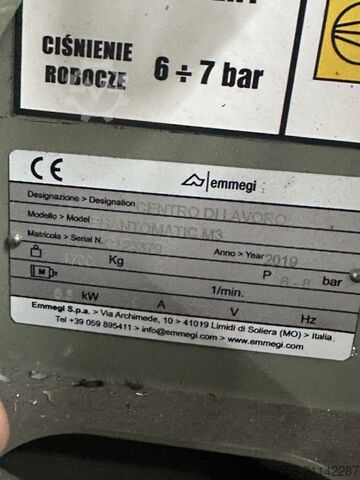 CIŚNIENIE
ROBOCZE 6 ÷ 7 bar
CE emmegi
Designazione > Designation CENTRO DI LAVORO
Modello > Model PHANTOMATIC M3
Matricola > Serial N. Anno > Year 2019
Kg P 6-8 bar
M 1/min.
kW A V Hz
Emmegi S.p.a. > Via Archimede, 10 > 41019 Limidi di Soliera (MO) > Italia
Tel +39 059 895411 > info@emmegi.com > www.emmegi.com